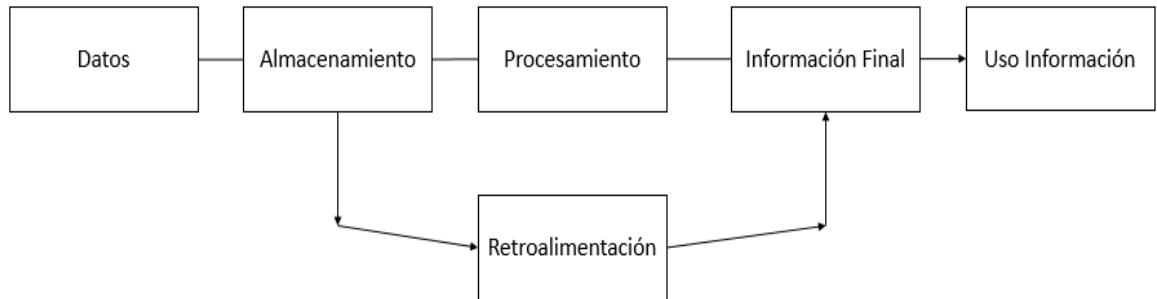 Datos
Almacenamiento
Procesamiento
Información Final
Uso Información
Retroalimentación